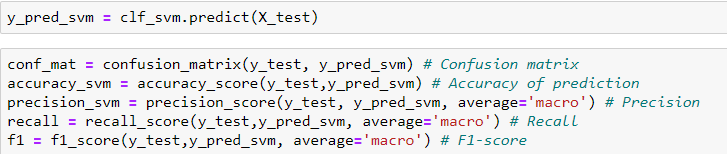 y_pred_svm = clf_svm.predict(X_test)
conf_mat = confusion_matrix(y_test, y_pred_svm) # Confusion matrix
accuracy_svm = accuracy_score(y_test,y_pred_svm) # Accuracy of prediction
precision_svm = precision_score(y_test, y_pred_svm, average='macro') # Precision
recall = recall_score(y_test,y_pred_svm, average='macro') # Recall
f1 = f1_score(y_test,y_pred_svm, average='macro') # F1-score